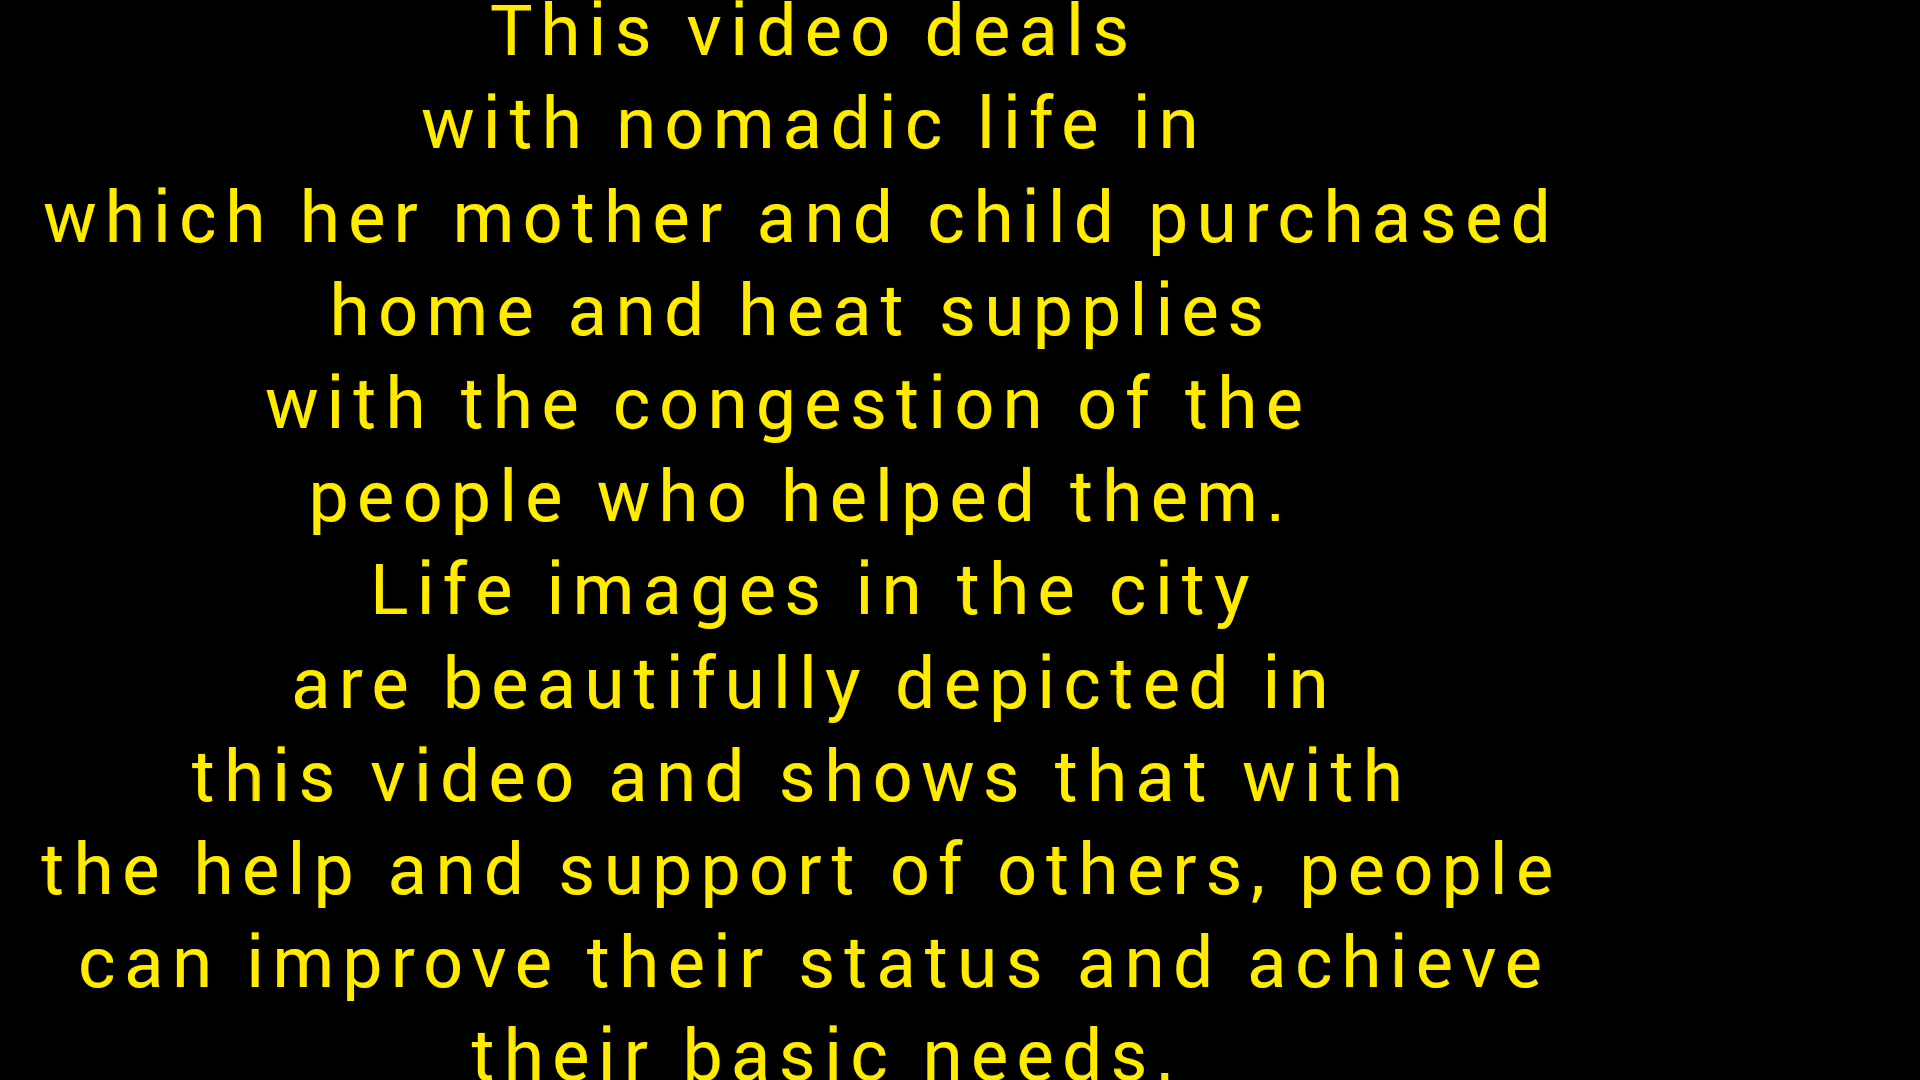 This video deals
with nomadic life in
which her mother and child purchased
home and heat supplies
with the congestion of the
people who helped them.
Life images in the city
are beautifully depicted in
this video and shows that with
the help and support of others, people
can improve their status and achieve
their basic needs.